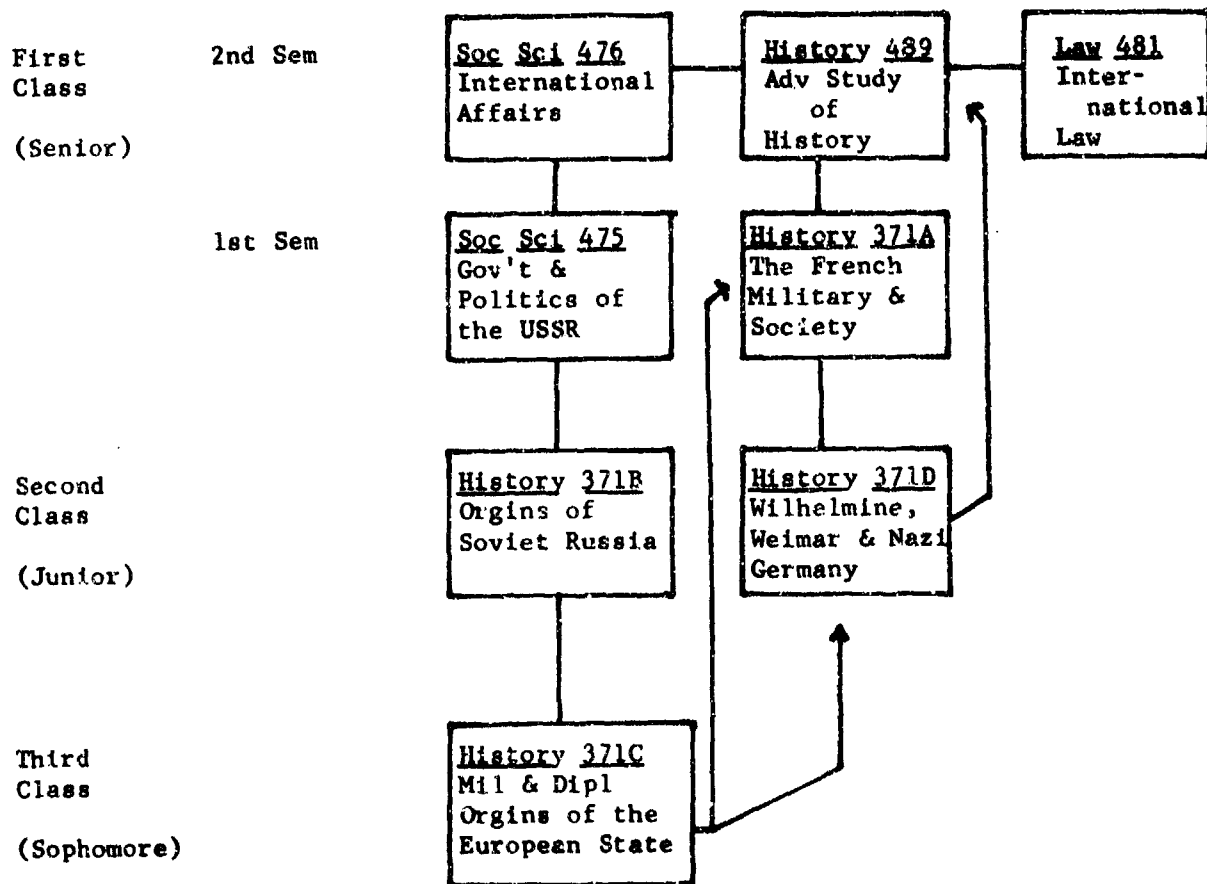 First
Class
(Senior)
2nd Sem
Soc Sci 476
International
Affairs
History 489
Adv Study
of
History
Law 481
Inter-
national
Law
1st Sem
Soc Sci 475
Gov't &
Politics of
the USSR
History 371A
The French
Military &
Society
Second
Class
(Junior)
History 371B
Orgins of
Soviet Russia
History 371D
Wilhelmine,
Weimar & Nazi
Germany
Third
Class
(Sophomore)
History 371C
Mil & Dipl
Orgins of the
European State